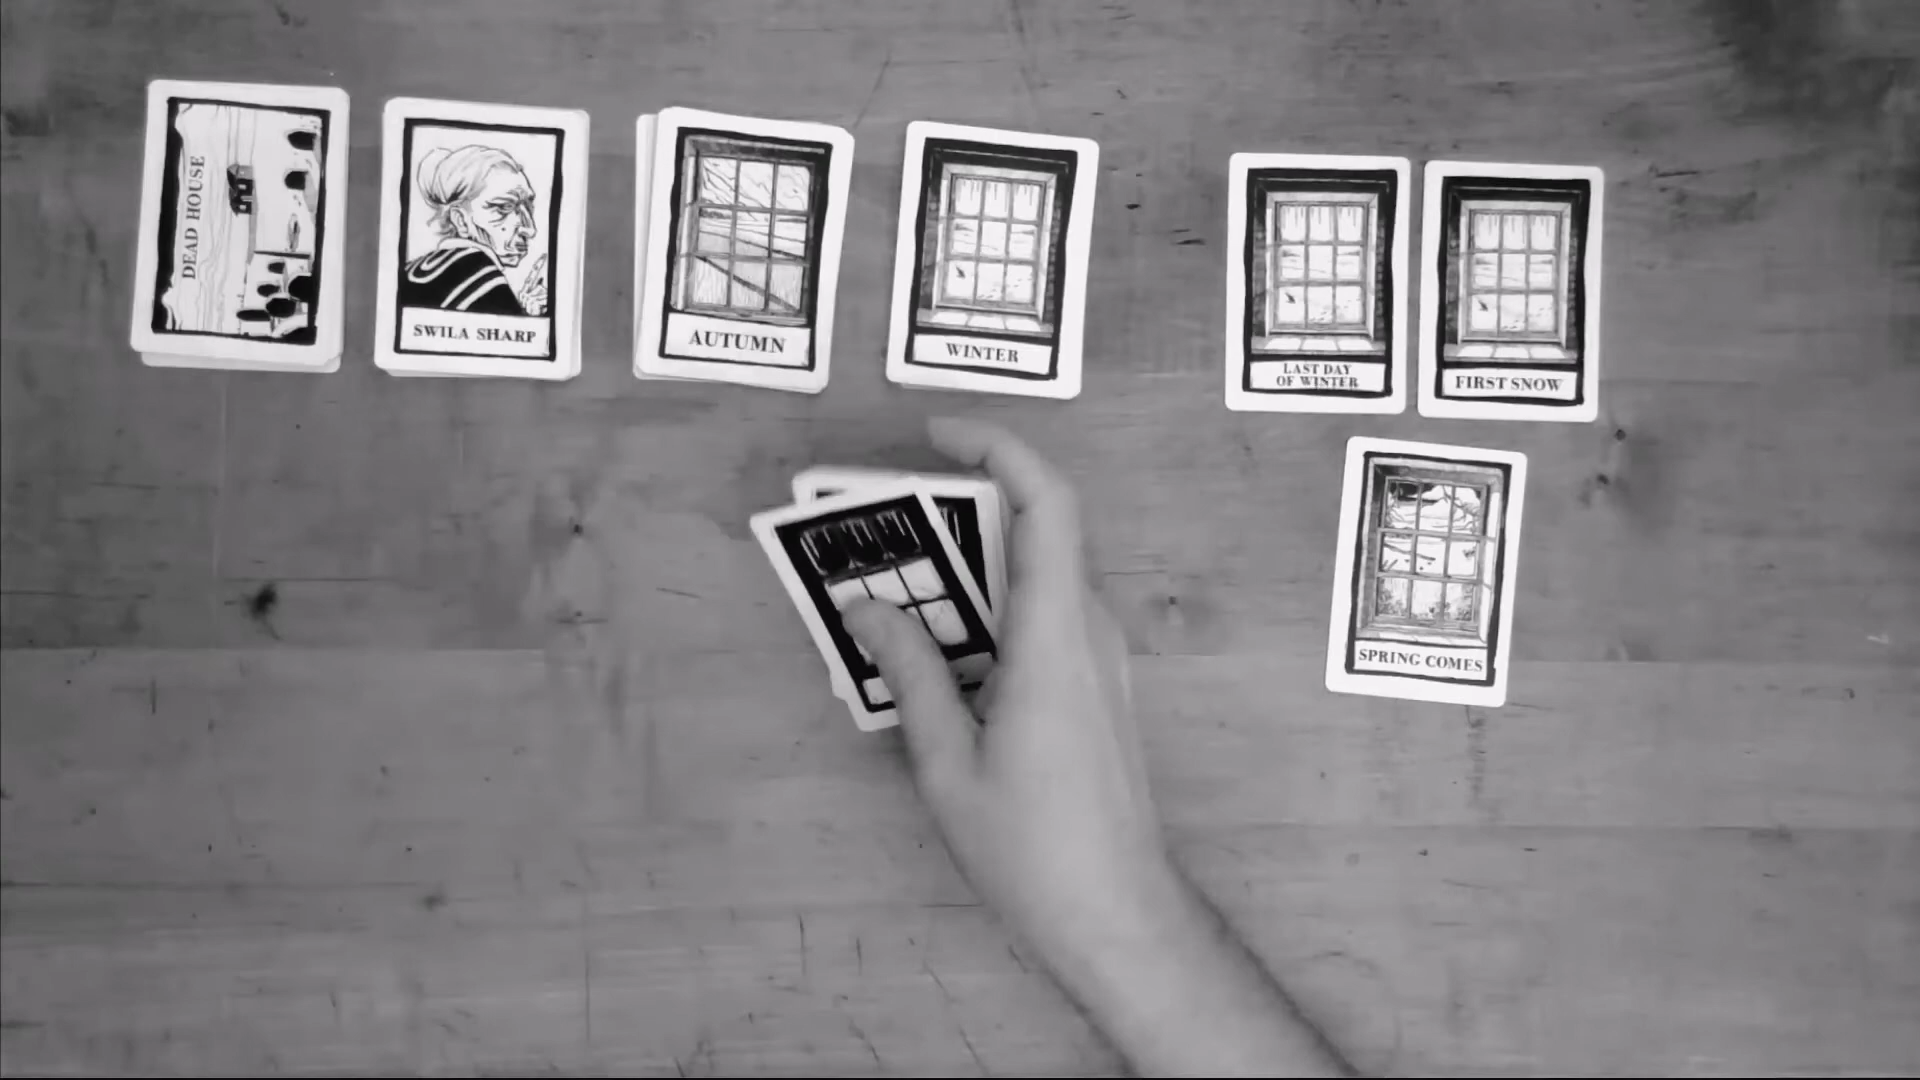 DEAD HOUSE
SWILA SHARP
AUTUMN
WINTER
LAST DAY
OF WINTER
FIRST SNOW
SPRING COMES